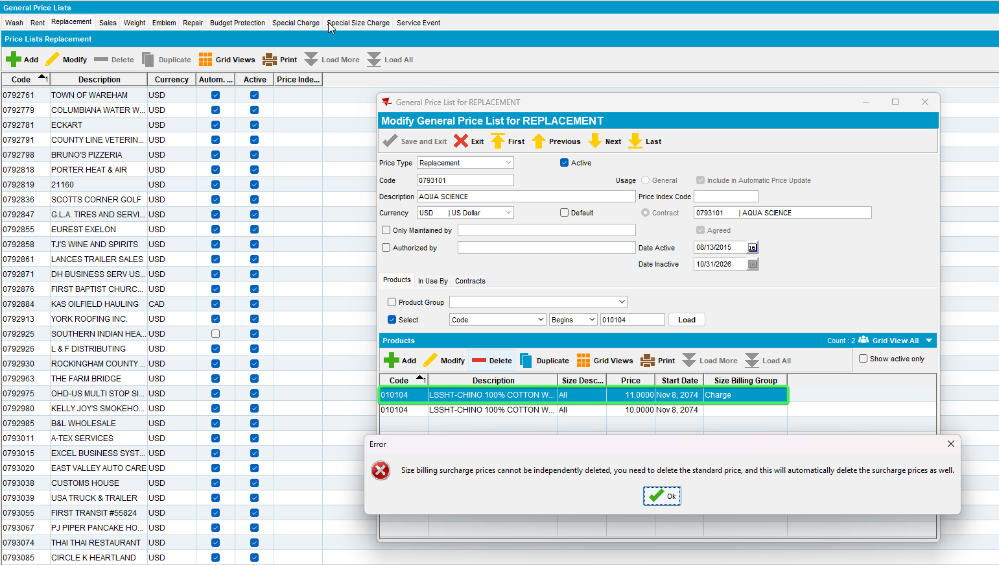 General Price Lists
Wash Rent Replacement Sales Weight Emblem Repair Budget Protection Special Charge Special Size Charge Service Event
Price Lists Replacement
Add Modify Delete Duplicate Grid Views Print Load More Load All
Code 1 Description Currency Autom. ... Active Price Inde...
0792761 TOWN OF WAREHAM USD
0792779 COLUMBIANA WATER W... USD
0792781 ECKART USD
0792791 COUNTY LINE VETERIN... USD
0792798 BRUNO'S PIZZERIA USD
0792818 PORTER HEAT & AIR USD
0792819 21160 USD
0792836 SCOTTS CORNER GOLF USD
0792847 G.L.A. TIRES AND SERVI... USD
0792855 EUREST EXELON USD
0792858 TJ'S WINE AND SPIRITS USD
0792861 LANCES TRAILER SALES USD
0792871 DH BUSINESS SERV US... USD
0792876 FIRST BAPTIST CHURC... USD
0792884 KAS OILFIELD HAULING CAD
0792913 YORK ROOFING INC. USD
0792925 SOUTHERN INDIAN HEA... USD
0792926 L & F DISTRIBUTING USD
0792930 ROCKINGHAM COUNTY ... USD
0792963 THE FARM BRIDGE USD
0792975 OHD-US MULTI STOP SI... USD
0792980 KELLY JOY'S SMOKEHO... USD
0792985 B&L WHOLESALE USD
0793011 A-TEX SERVICES USD
0793015 EXCEL BUSINESS SYST... USD
0793020 EAST VALLEY AUTO CARE USD
0793038 CUSTOMS HOUSE USD
0793039 USA TRUCK & TRAILER USD
0793055 FIRST TRANSIT #55824 USD
0793067 PJ PIPER PANCAKE HO... USD
0793074 THAI THAI RESTAURANT USD
0793085 CIRCLE K HEARTLAND USD
General Price List for REPLACEMENT
Modify General Price List for REPLACEMENT
Save and Exit Exit First Previous Next Last
Price Type Replacement Active
Code 0793101 Usage General Include in Automatic Price Update
Description AQUA SCIENCE Price Index Code
Currency USD | US Dollar Default Contract 0793101 | AQUA SCIENCE
Only Maintained by Agreed
Authorized by Date Active 08/13/2015 16
Date Inactive 10/31/2026 16
Products In Use By Contracts
Product Group
Select Code Begins 010104 Load
Products Count : 2 Grid View All
Add Modify Delete Duplicate Grid Views Print Load More Load All Show active only
Code 1 Description Size Desc... Price Start Date Size Billing Group
010104 LSSHT-CHINO 100% COTTON W... All 11.0000 Nov 8, 2074 Charge
010104 LSSHT-CHINO 100% COTTON W... All 10.0000 Nov 8, 2074
Error
Size billing surcharge prices cannot be independently deleted, you need to delete the standard price, and this will automatically delete the surcharge prices as well.
Ok